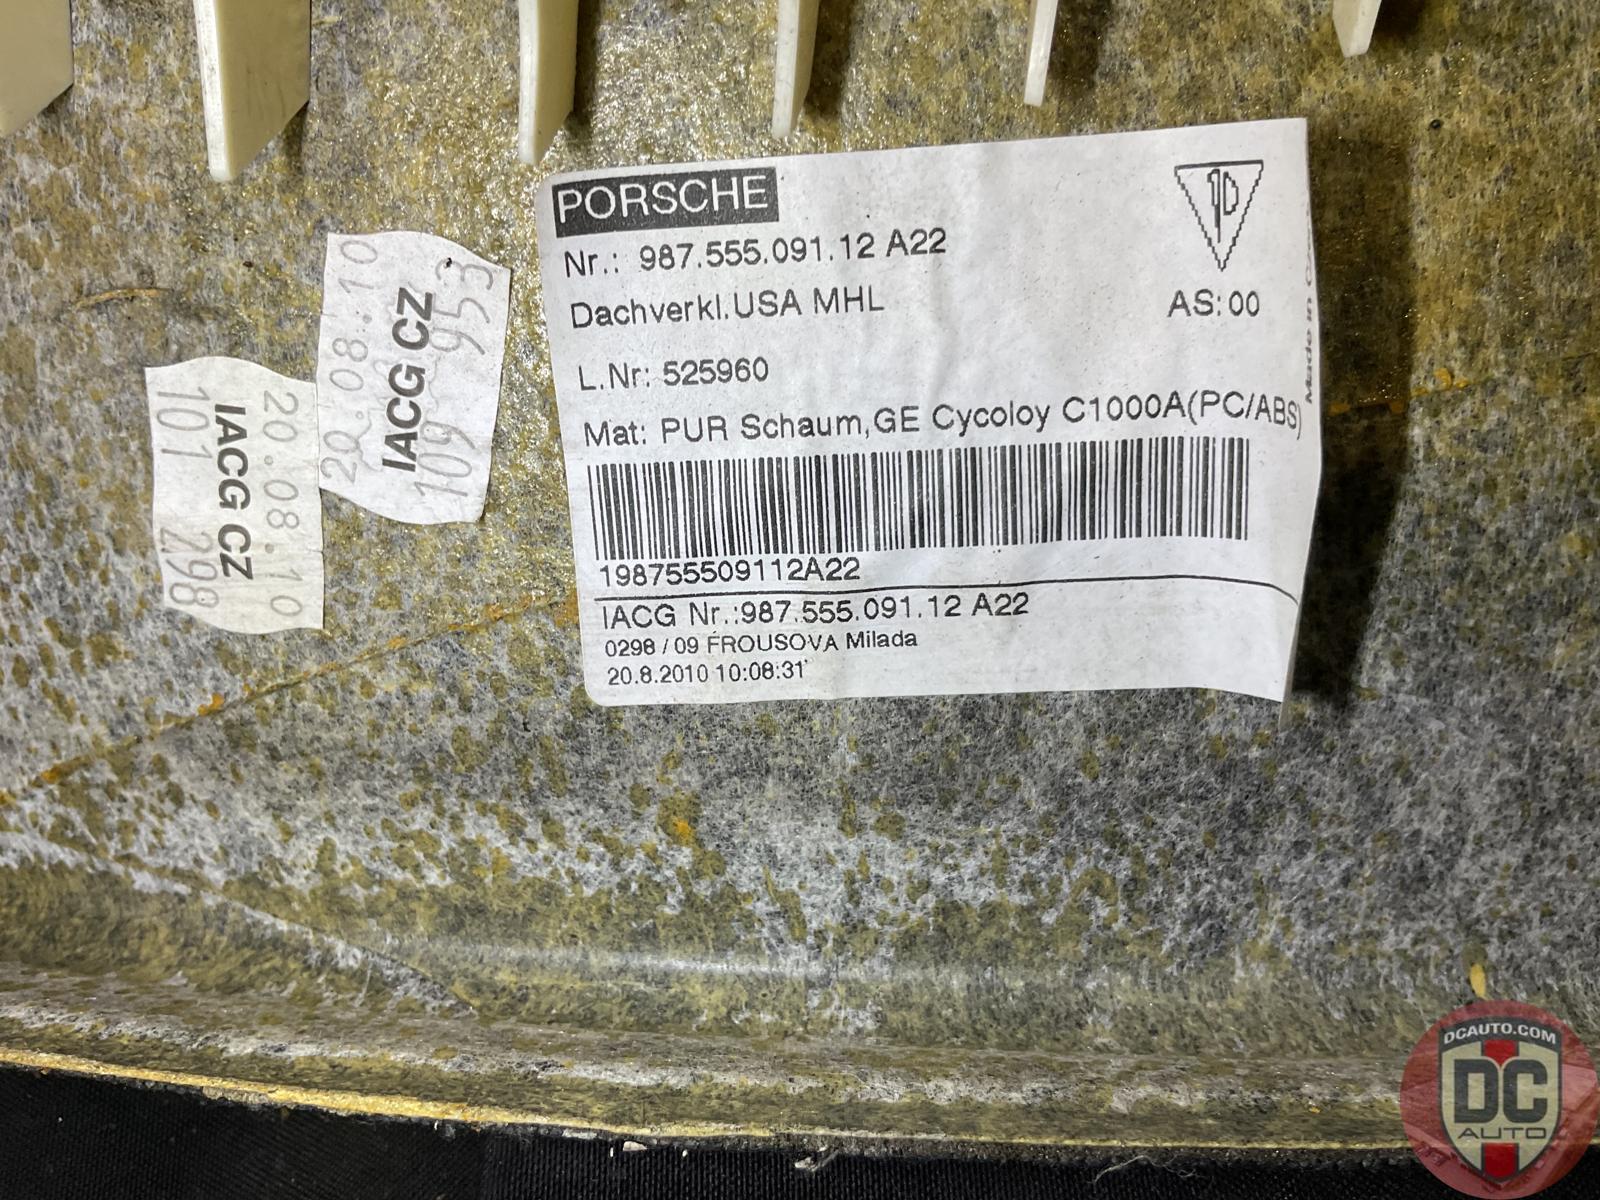 PORSCHE
Nr.: 987.555.091.12 A22
Dachverkl.USA MHL
AS:00
L.Nr: 525960
Mat: PUR Schaum,GE Cycoloy C1000A(PC/ABS)
198755509112A22
IACG Nr.:987.555.091.12 A22
0298 / 09 FROUSOVA Milada
20.8.2010 10:08:31
Made in
20.08.10
IACG CZ
109 953
20.08.10
IACG CZ
101 298
DCAUTO.COM
DC
AUTO